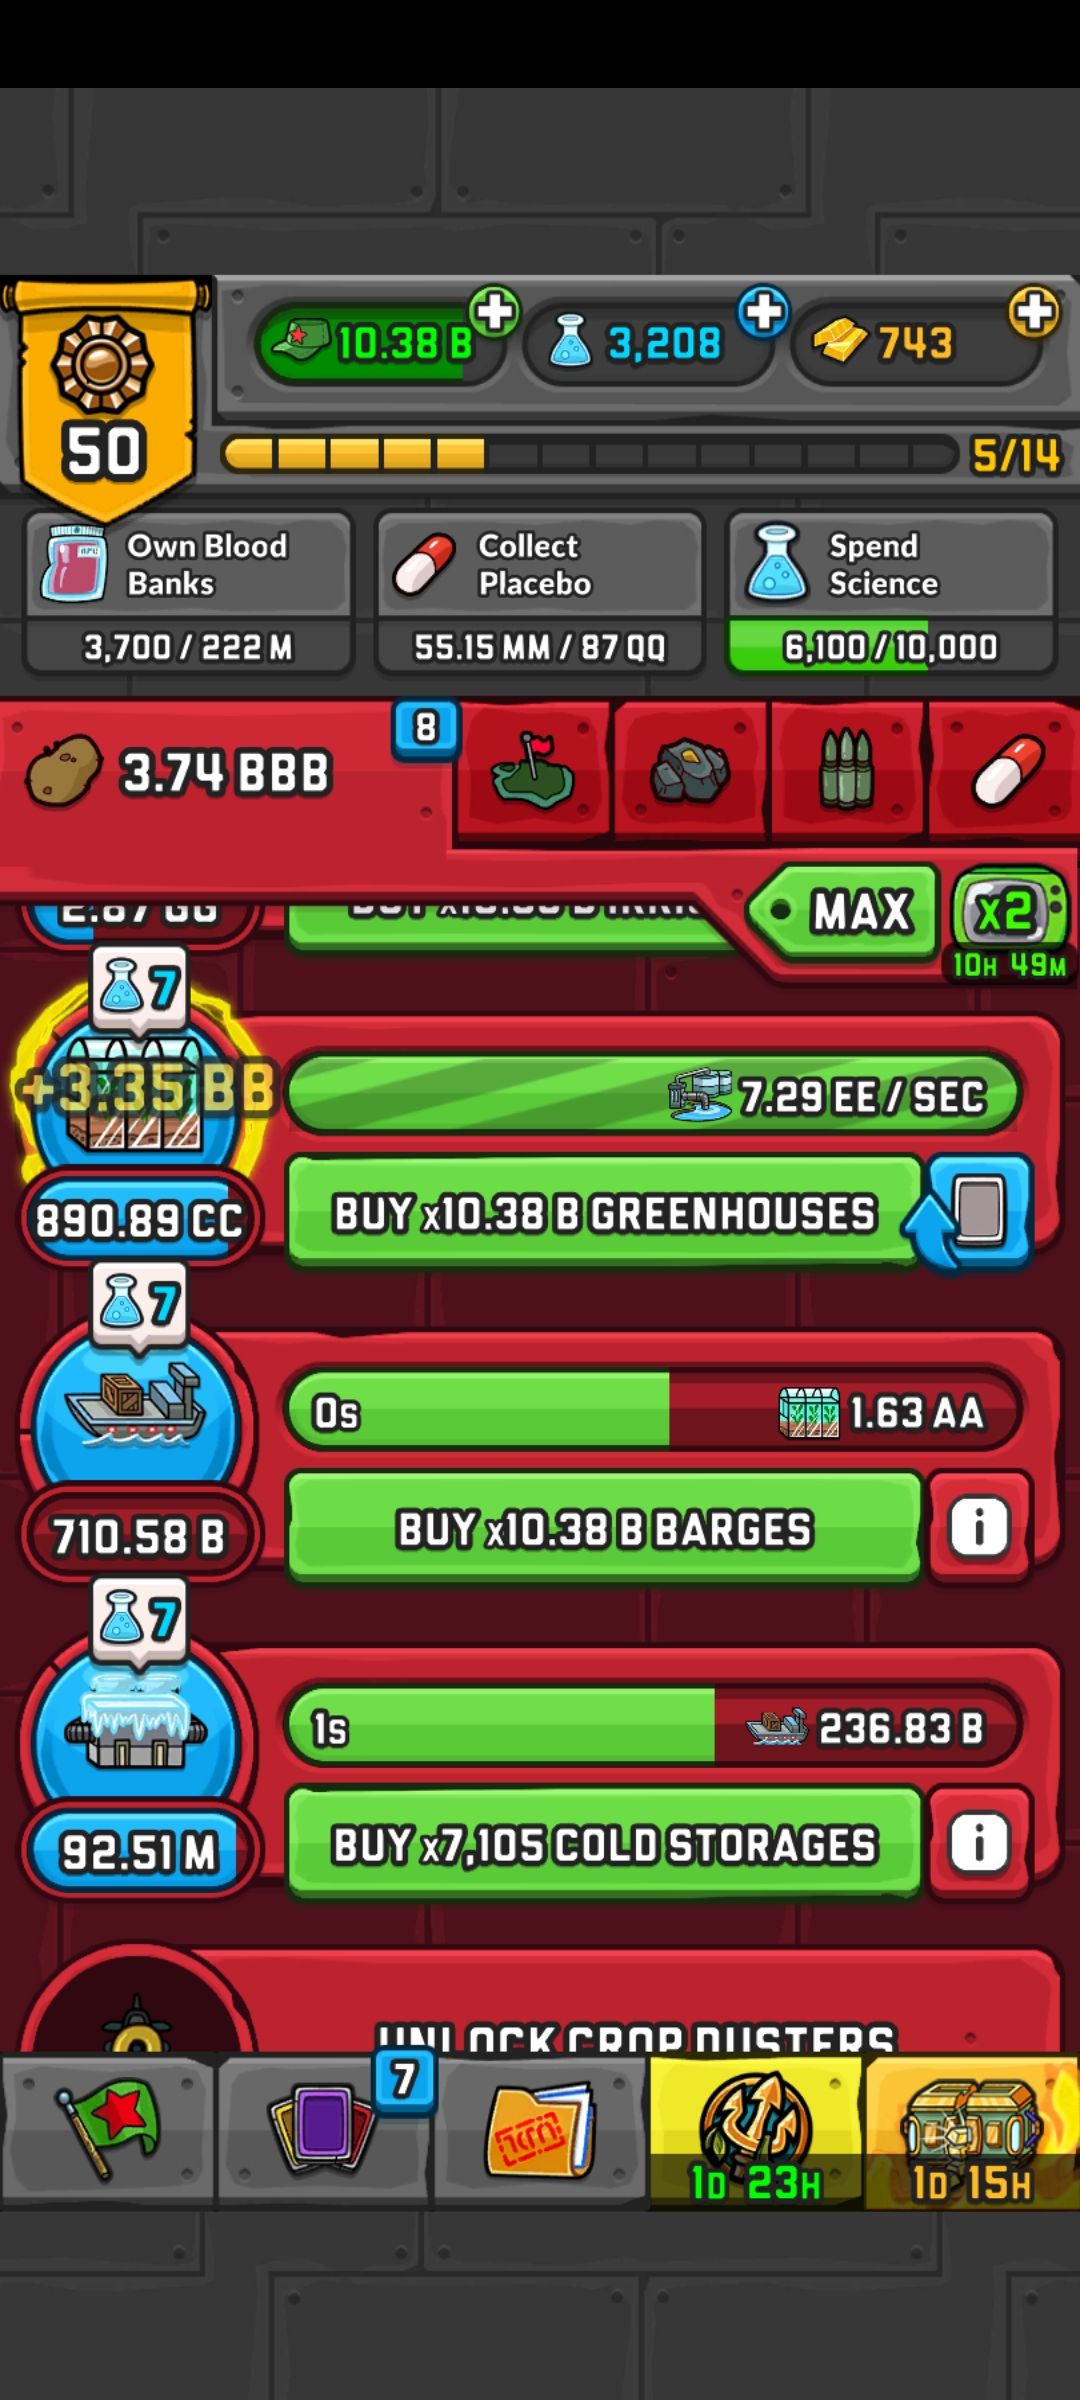 10.38 B
3,208
743
50
5/14
Own Blood
Banks
3,700 / 222 M
Collect
Placebo
55.15 MM / 87 QQ
Spend
Science
6,100 / 10,000
3.74 BBB
8
MAX
x2
10H 49M
2.87 GG
7
+3.35 BB
7.29 EE / SEC
890.89 CC
BUY x10.38 B GREENHOUSES
7
0s
1.63 AA
710.58 B
BUY x10.38 B BARGES
i
7
1s
236.83 B
92.51 M
BUY x7,105 COLD STORAGES
i
UNLOCK CROP DUSTERS
7
1D 23H
1D 15H